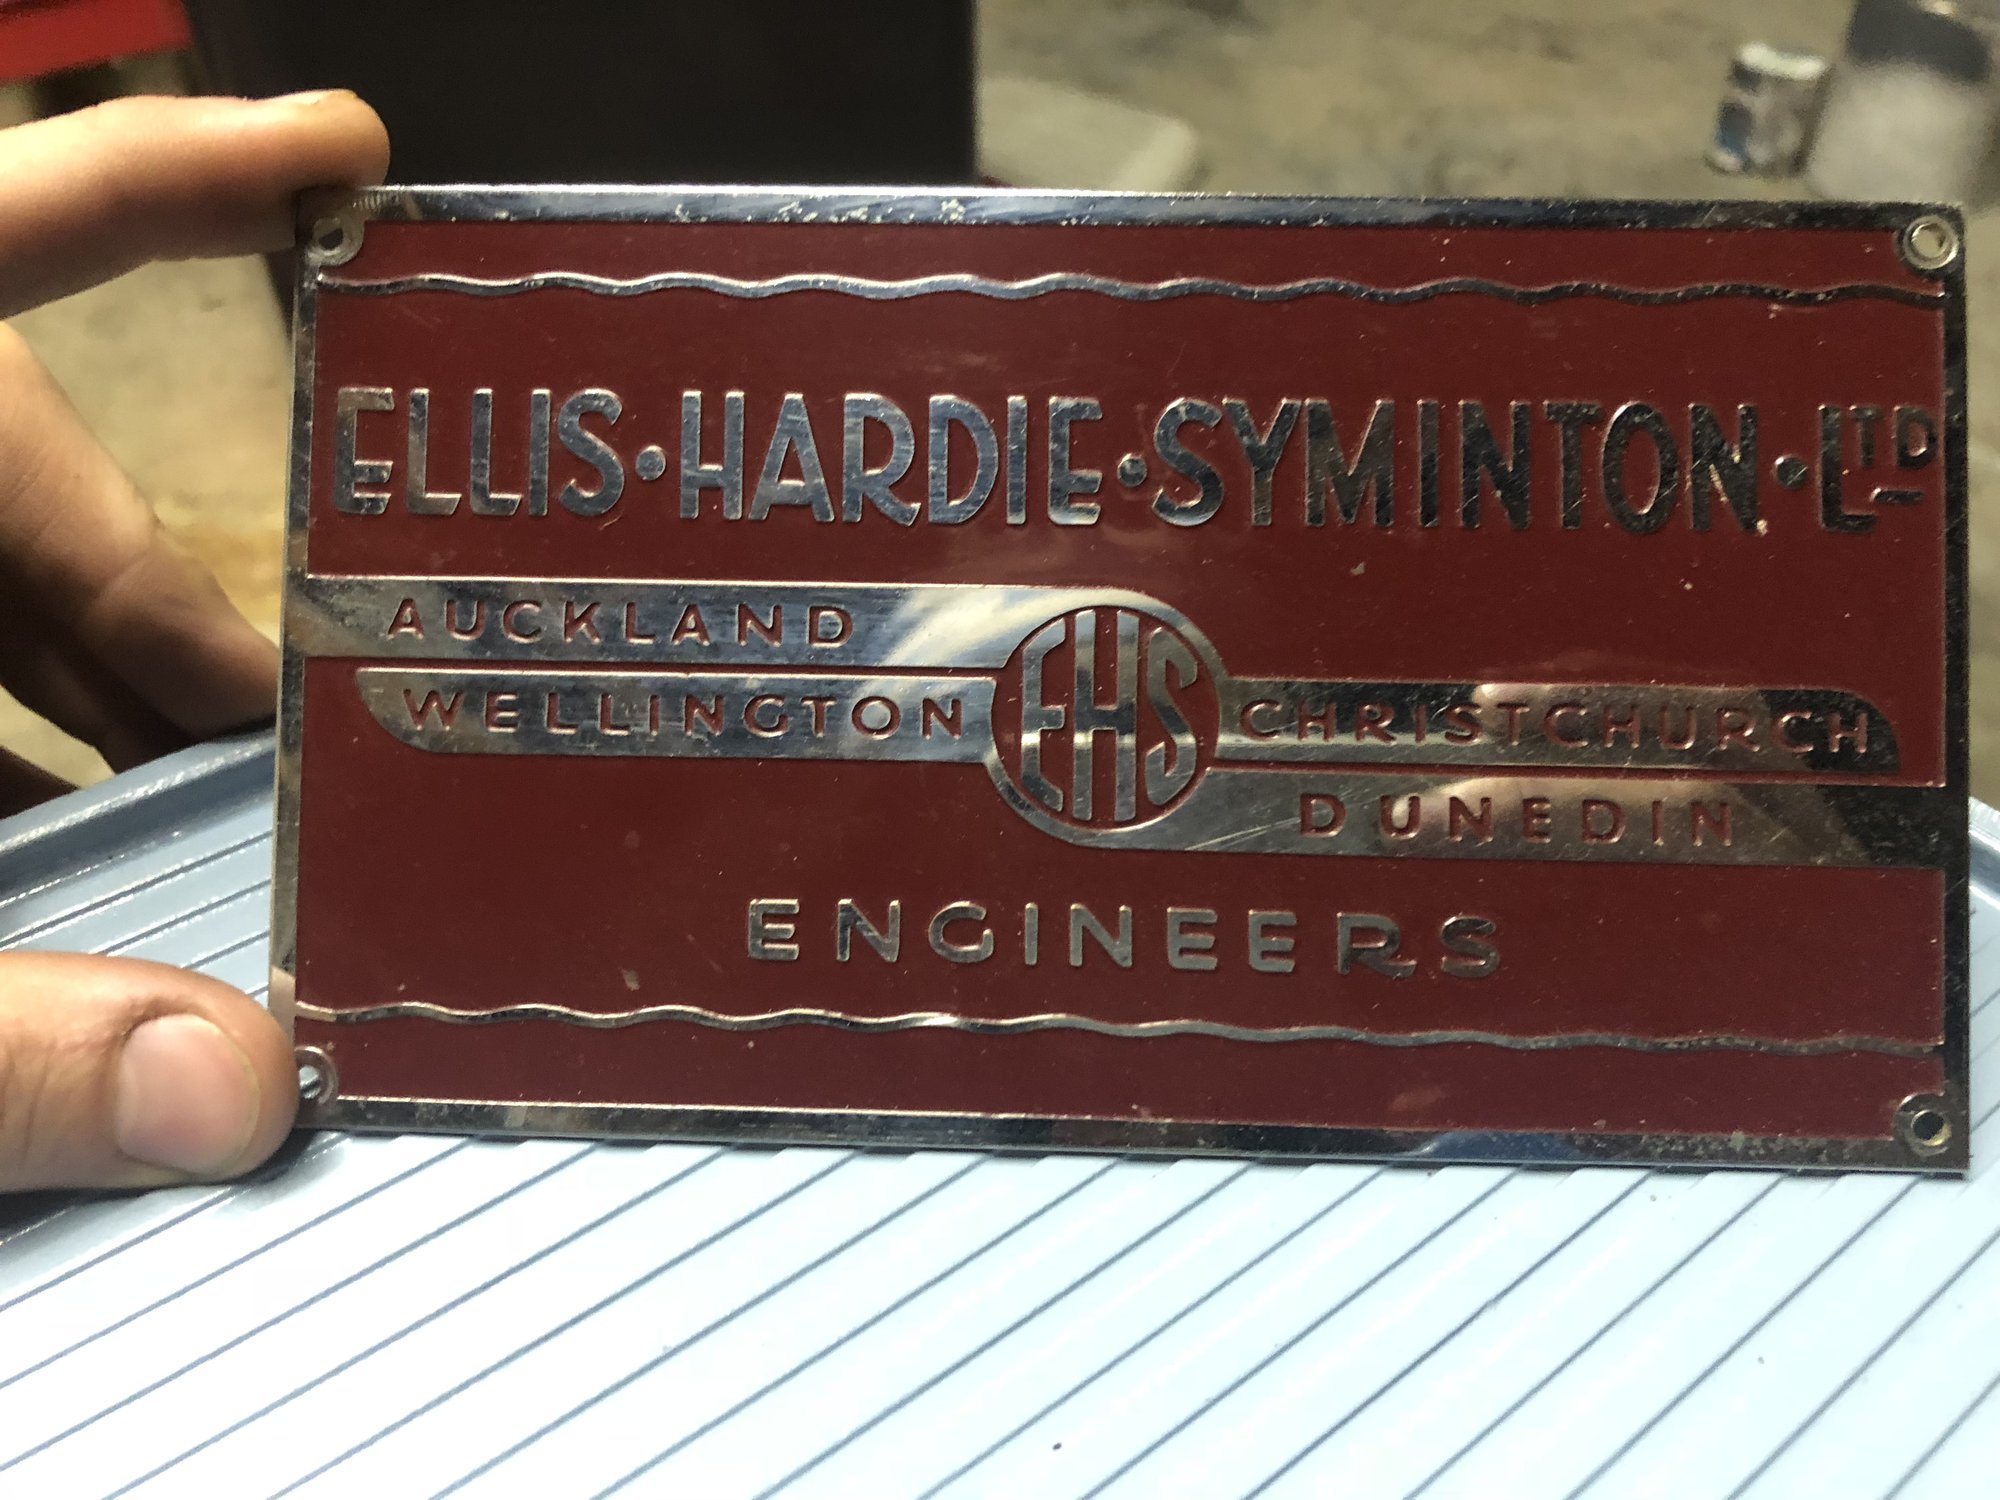 ELLIS·HARDIE·SYMINTON·LTD
AUCKLAND
WELLINGTON EHS CHRISTCHURCH
DUNEDIN
ENGINEERS